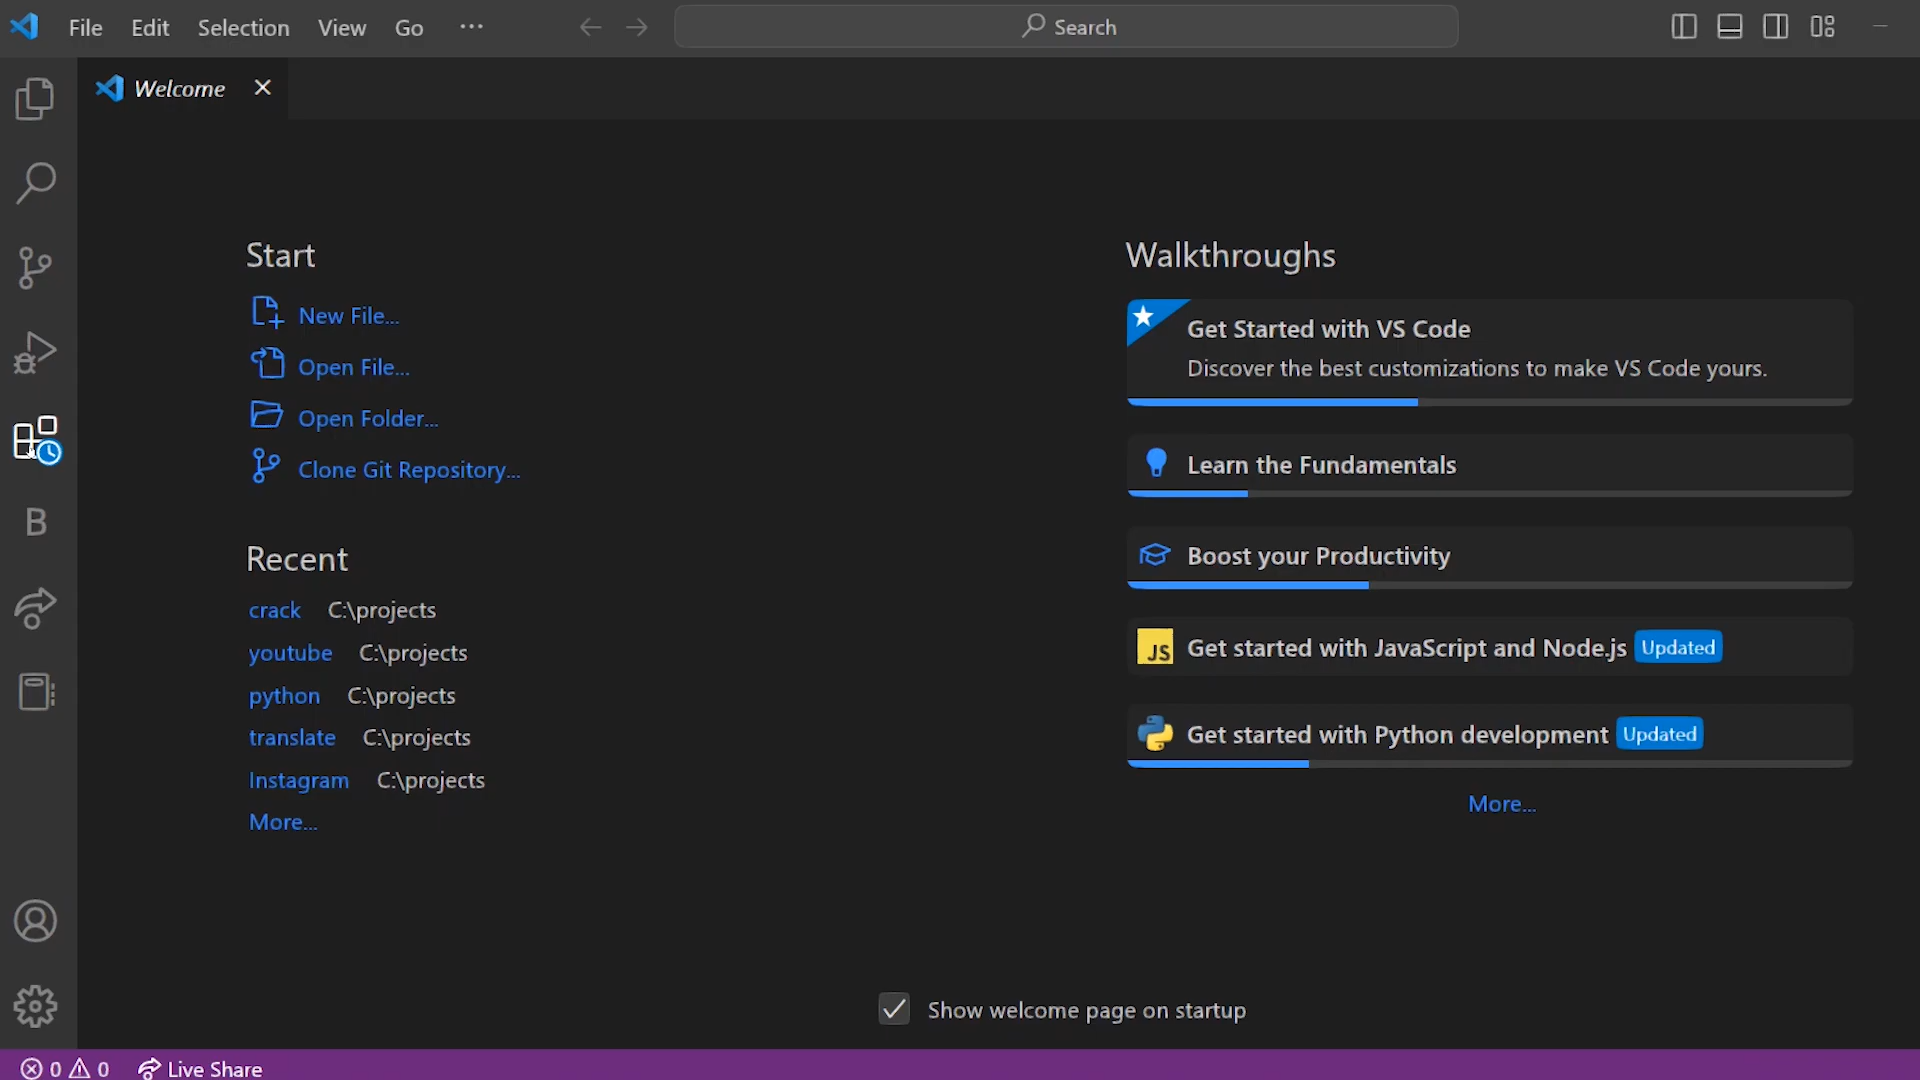 File Edit Selection View Go ··· Search
Welcome
Start
New File...
Open File...
Open Folder...
Clone Git Repository...
Recent
crack C:\projects
youtube C:\projects
python C:\projects
translate C:\projects
Instagram C:\projects
More...
Walkthroughs
Get Started with VS Code
Discover the best customizations to make VS Code yours.
Learn the Fundamentals
Boost your Productivity
JS Get started with JavaScript and Node.js Updated
Get started with Python development Updated
More...
B
Show welcome page on startup
0 0 Live Share